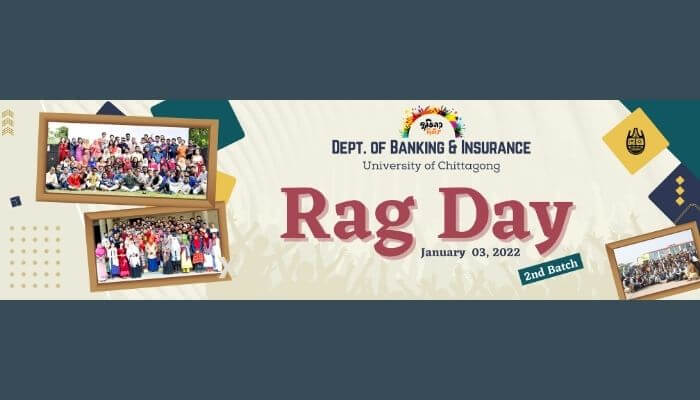 Dept. of Banking & Insurance
University of Chittagong
Rag Day
January 03, 2022
2nd Batch